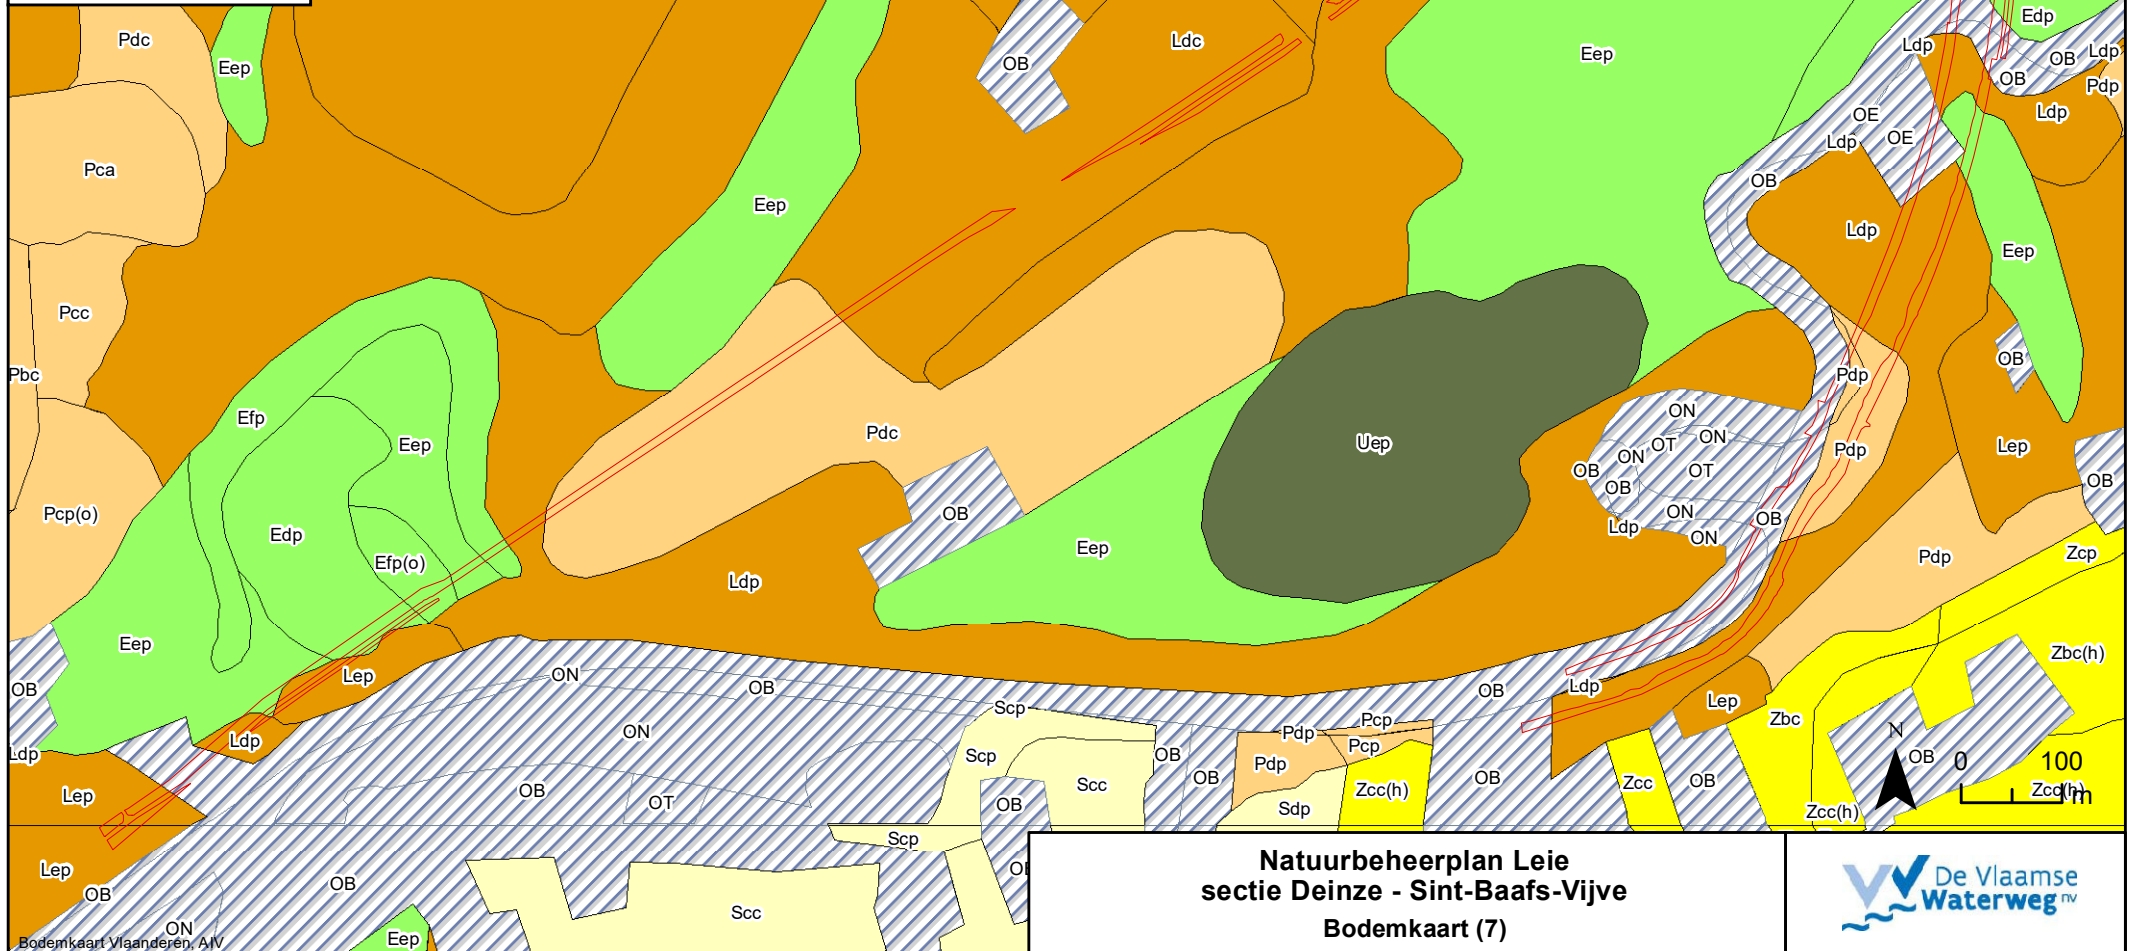 Pdc
Eep
OB
Ldc
Eep
Edp
Ldp
OB
Ldp
OB
Pdp
Ldp
OE
OE
Ldp
Pca
OB
Eep
Ldp
Eep
Pcc
Pbc
OB
Pdp
Efp
Eep
Pdc
Uep
ON
ON
OT
ON
OT
OB
OB
Pdp
Lep
OB
Pcp(o)
Edp
OB
ON
OB
Ldp
ON
Efp(o)
Eep
Pdp
Zcp
Ldp
Eep
Lep
ON
OB
OB
OB
Ldp
Zbc(h)
Lep
Scp
Pcp
Zbc
Ldp
Ldp
ON
Pdp
Pcp
N
Scp
OB
OB
Pdp
OB
Zcc
OB
OB
0 100
m
Lep
OB
OT
Scc
OB
Sdp
Zcc(h)
Zcc(h)
Zcc(h)
Scp
Lep
OB
OB
Scc
ON
Eep
Bodemkaart Vlaanderen, AIV
Natuurbeheerplan Leie
sectie Deinze - Sint-Baafs-Vijve
Bodemkaart (7)
De Vlaamse
Waterweg nv